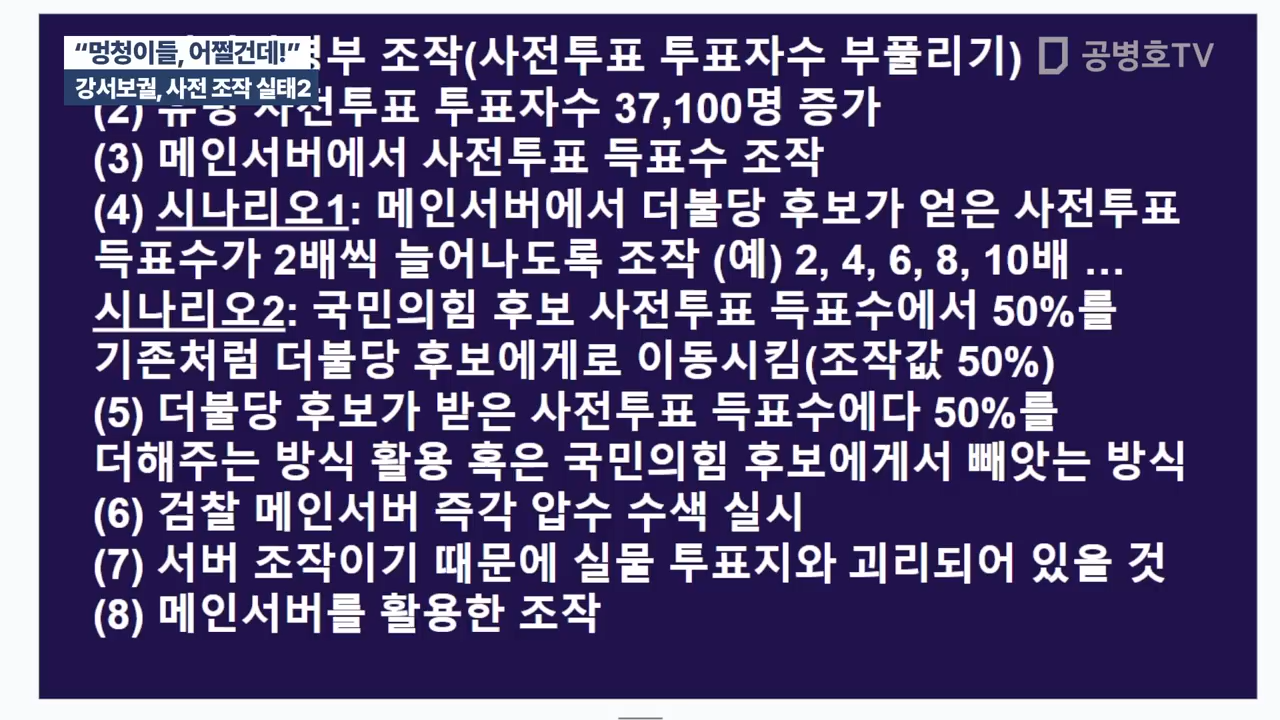 “멍청이들, 어쩔건데!”
강서보궐, 사전 조작 실태2
공병호TV
조작(사전투표 투표자수 부풀리기)
(2) 유령 사전투표 투표자수 37,100명 증가
(3) 메인서버에서 사전투표 득표수 조작
(4) 시나리오1: 메인서버에서 더불당 후보가 얻은 사전투표
득표수가 2배씩 늘어나도록 조작 (예) 2, 4, 6, 8, 10배 ...
시나리오2: 국민의힘 후보 사전투표 득표수에서 50%를
기존처럼 더불당 후보에게로 이동시킴(조작값 50%)
(5) 더불당 후보가 받은 사전투표 득표수에다 50%를
더해주는 방식 활용 혹은 국민의힘 후보에게서 빼앗는 방식
(6) 검찰 메인서버 즉각 압수 수색 실시
(7) 서버 조작이기 때문에 실물 투표지와 괴리되어 있을 것
(8) 메인서버를 활용한 조작